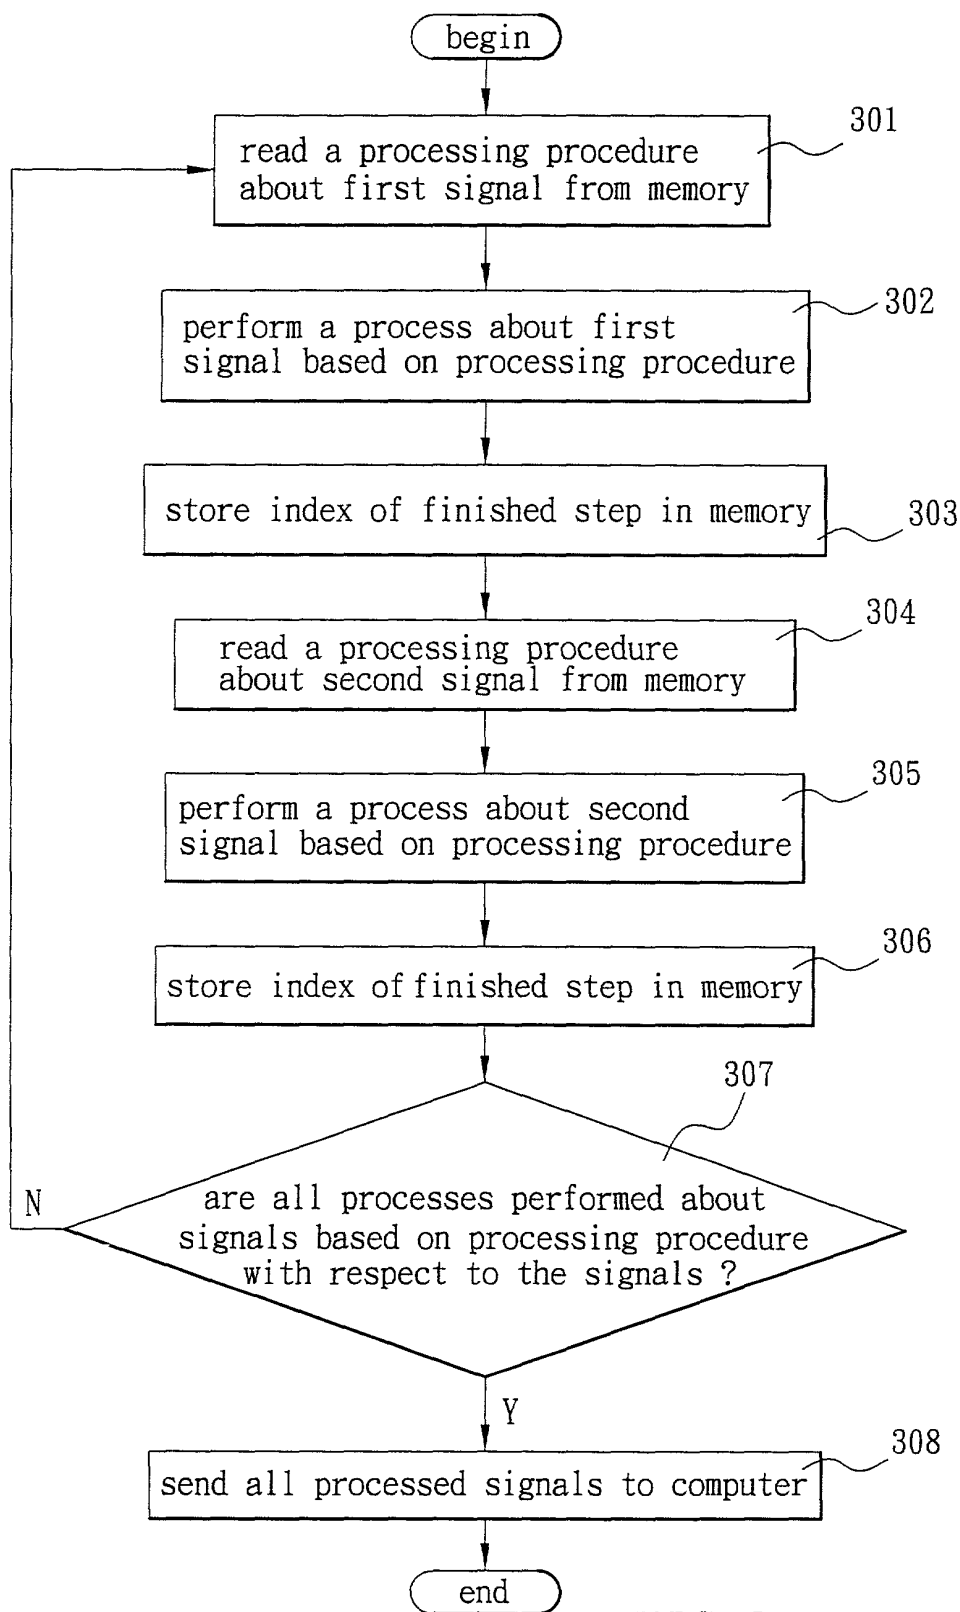 begin
301
read a processing procedure
about first signal from memory
302
perform a process about first
signal based on processing procedure
store index of finished step in memory
303
304
read a processing procedure
about second signal from memory
305
perform a process about second
signal based on processing procedure
306
store index of finished step in memory
307
N
are all processes performed about
signals based on processing procedure
with respect to the signals ?
Y
308
send all processed signals to computer
end